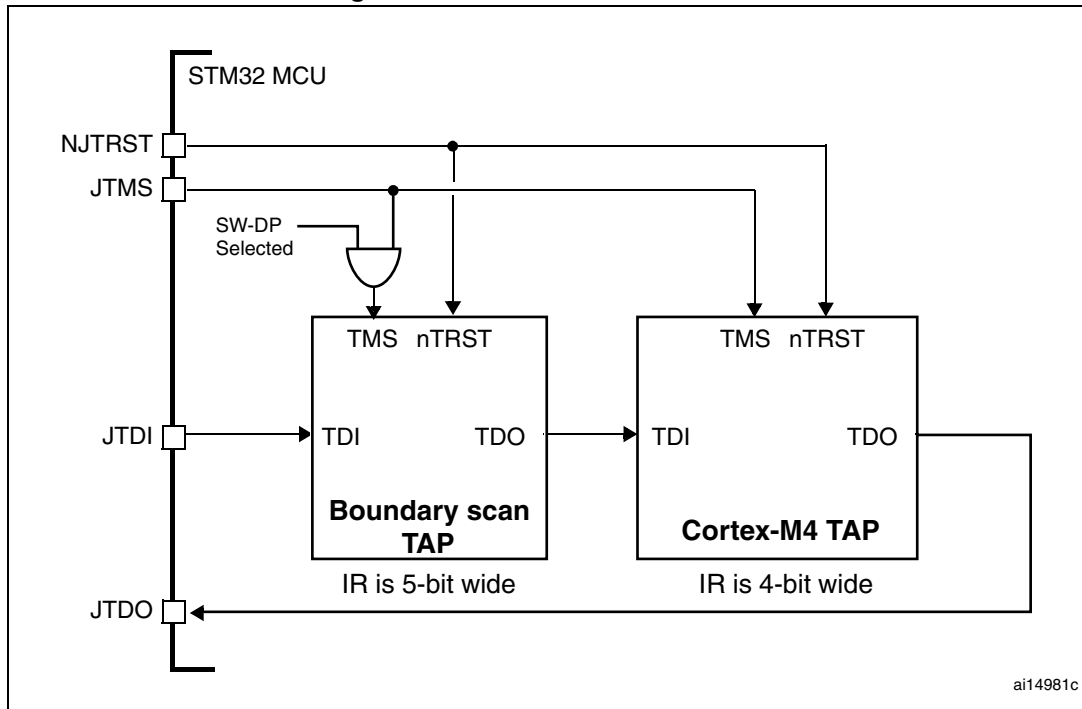 g
STM32 MCU
NJTRST
JTMS
SW-DP
Selected
TMS nTRST
TMS nTRST
JTDI
TDI
TDO
TDI
TDO
Boundary scan
TAP
Cortex-M4 TAP
IR is 5-bit wide
IR is 4-bit wide
JTDO
ai14981c